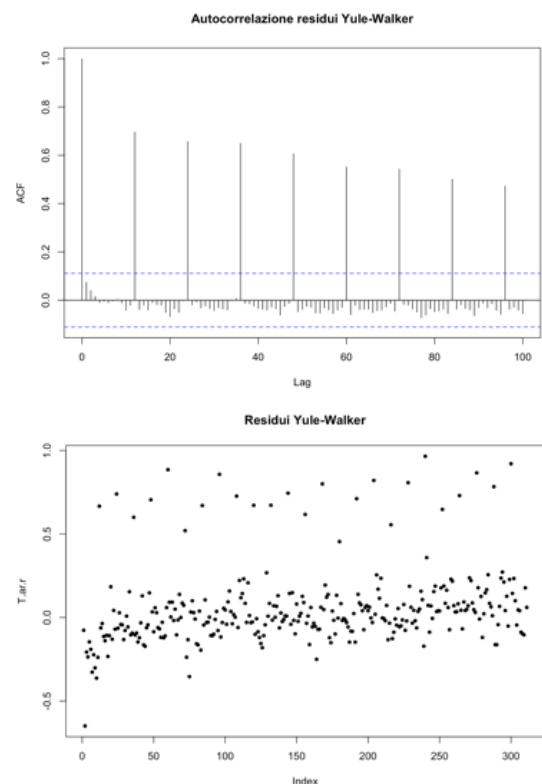 Autocorrelazione residui Yule-Walker
1.0
0.8
0.6
0.4
0.2
0.0
ACF
0 20 40 60 80 100
Lag
Residui Yule-Walker
1.0
0.5
0.0
-0.5
T.ar.r
0 50 100 150 200 250 300
Index